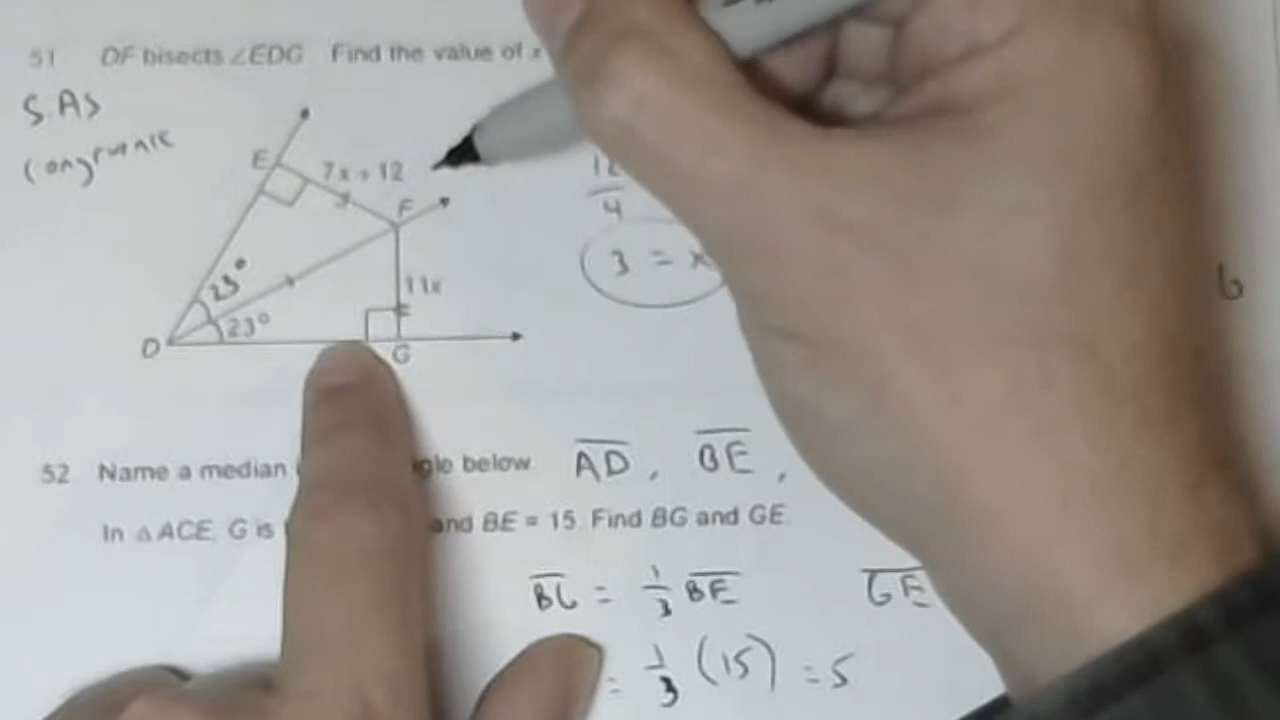 51 DF bisects ∠EDG Find the value of x
S.AS
Congruence
E 7x + 12
F
12
4
23°
3 = x
11x
23°
D G
6
52 Name a median below AD, BE,
In △ ACE, G is and BE = 15. Find BG and GE
BG = 1/3 BE GE
= 1/3 (15) = 5